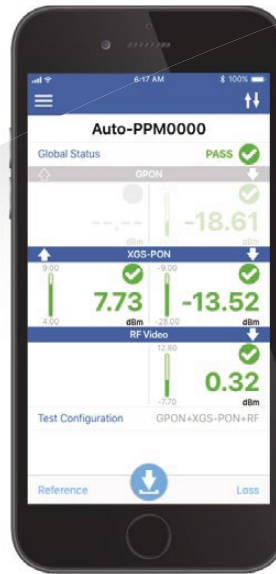 6:17 AM 100%
Auto-PPM0000
Global Status PASS
GPON
--.-- -18.61
dBm dBm
XGS-PON
9.00 -9.00
7.73 -13.52
4.00 dBm -28.00 dBm
RF Video
12.80
0.32
-7.70 dBm
Test Configuration GPON+XGS-PON+RF
Reference Loss